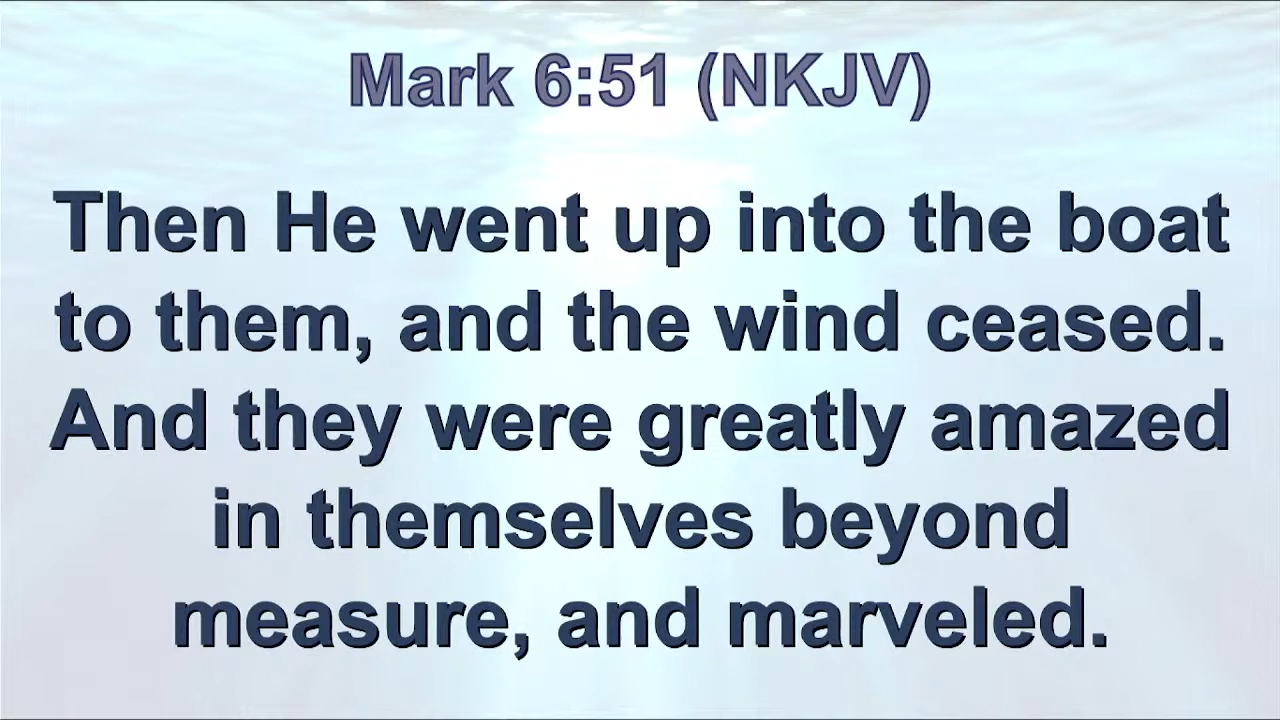 Mark 6:51 (NKJV)
Then He went up into the boat
to them, and the wind ceased.
And they were greatly amazed
in themselves beyond
measure, and marveled.